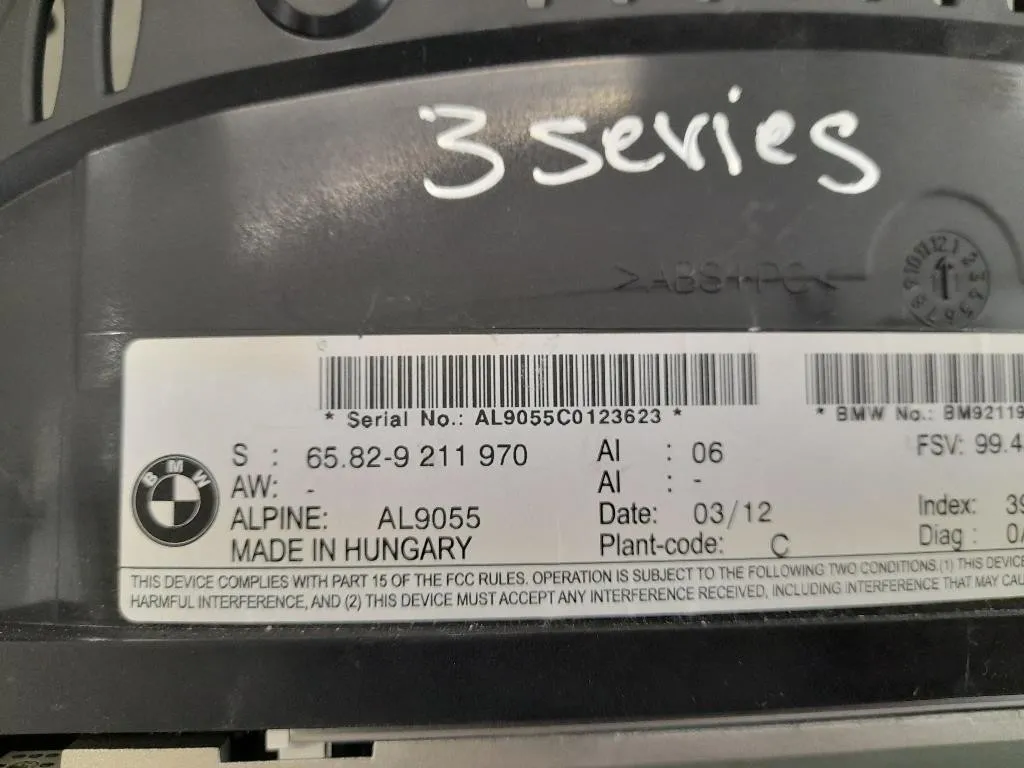 3 series
>ABS+PC<
* Serial No.: AL9055C0123623 *
* BMW No.: BM92119
S : 65.82-9 211 970
AI : 06
FSV: 99.4
AW: -
AI : -
BMW
ALPINE: AL9055
Date: 03/12
Index: 39
MADE IN HUNGARY
Plant-code: C
Diag : 0
THIS DEVICE COMPLIES WITH PART 15 OF THE FCC RULES. OPERATION IS SUBJECT TO THE FOLLOWING TWO CONDITIONS.(1) THIS DEVICE
HARMFUL INTERFERENCE, AND (2) THIS DEVICE MUST ACCEPT ANY INTERFERENCE RECEIVED, INCLUDING INTERFERENCE THAT MAY